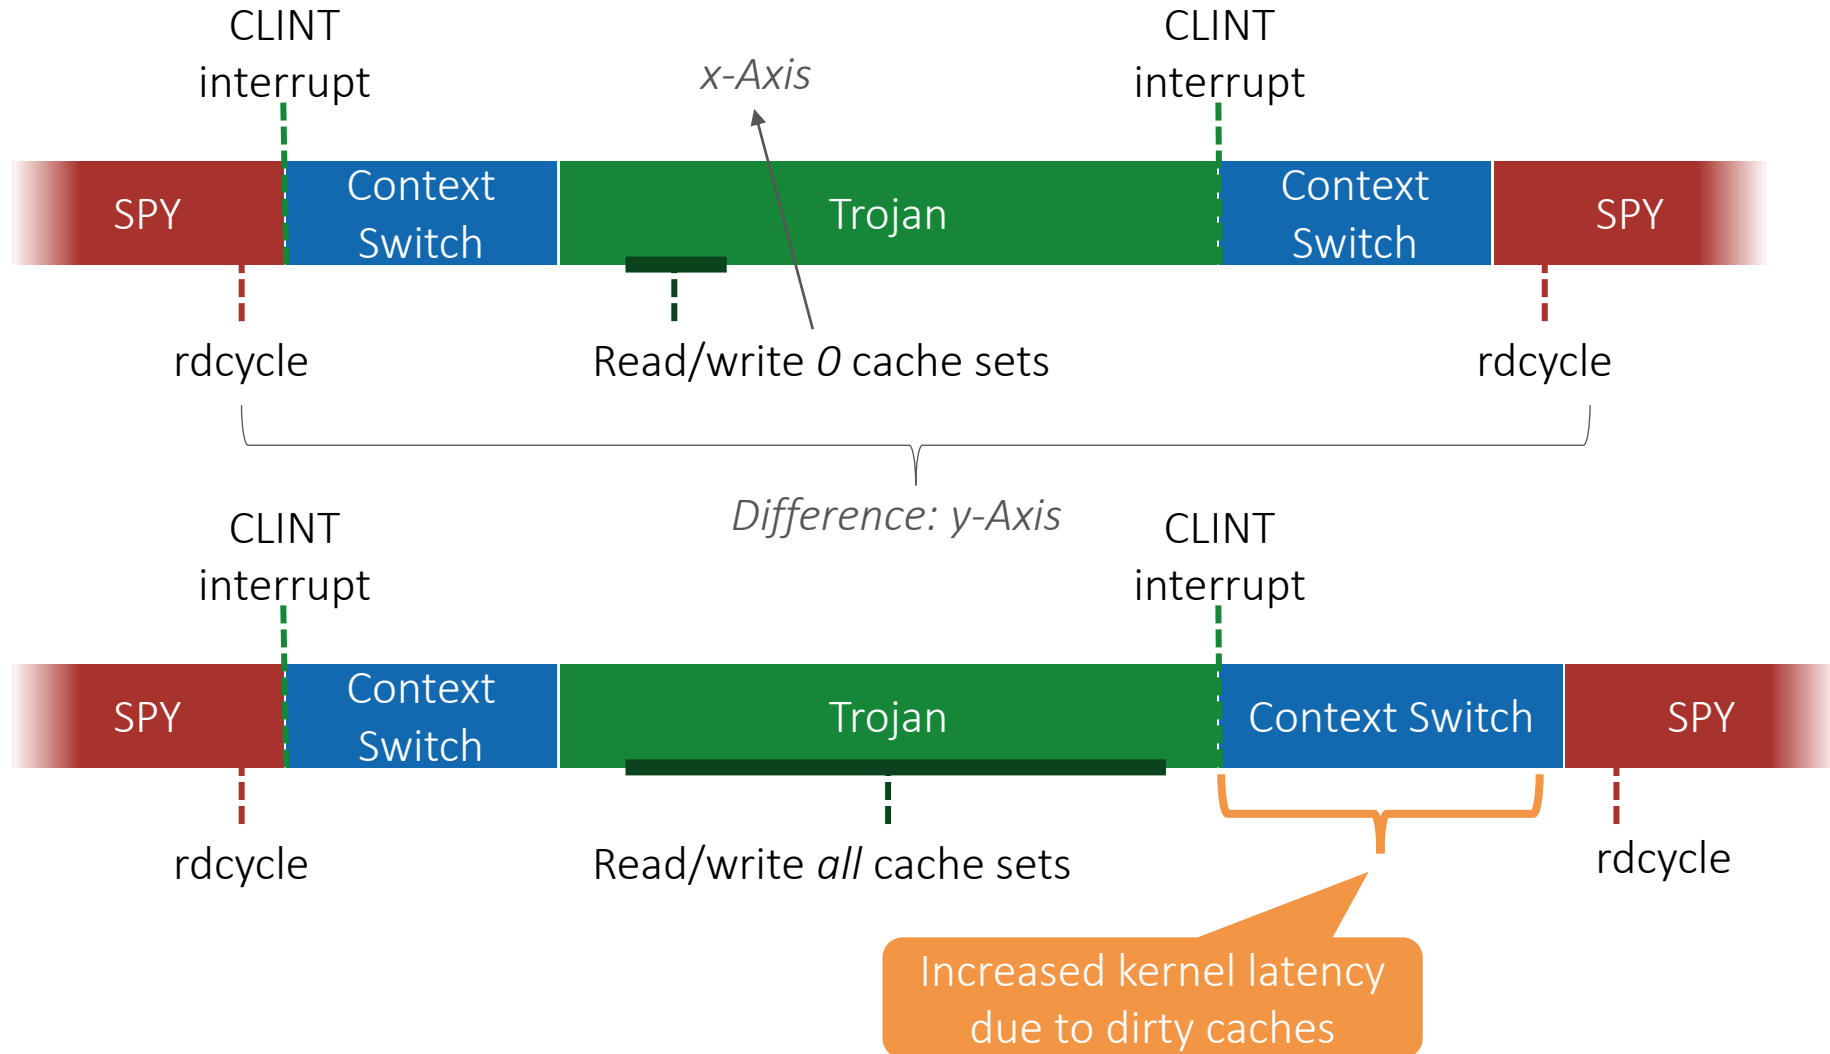 CLINT
interrupt
CLINT
interrupt
x-Axis
SPY
Context
Switch
Trojan
Context
Switch
SPY
rdcycle
Read/write 0 cache sets
rdcycle
Difference: y-Axis
CLINT
interrupt
CLINT
interrupt
SPY
Context
Switch
Trojan
Context Switch
SPY
rdcycle
Read/write all cache sets
rdcycle
Increased kernel latency
due to dirty caches